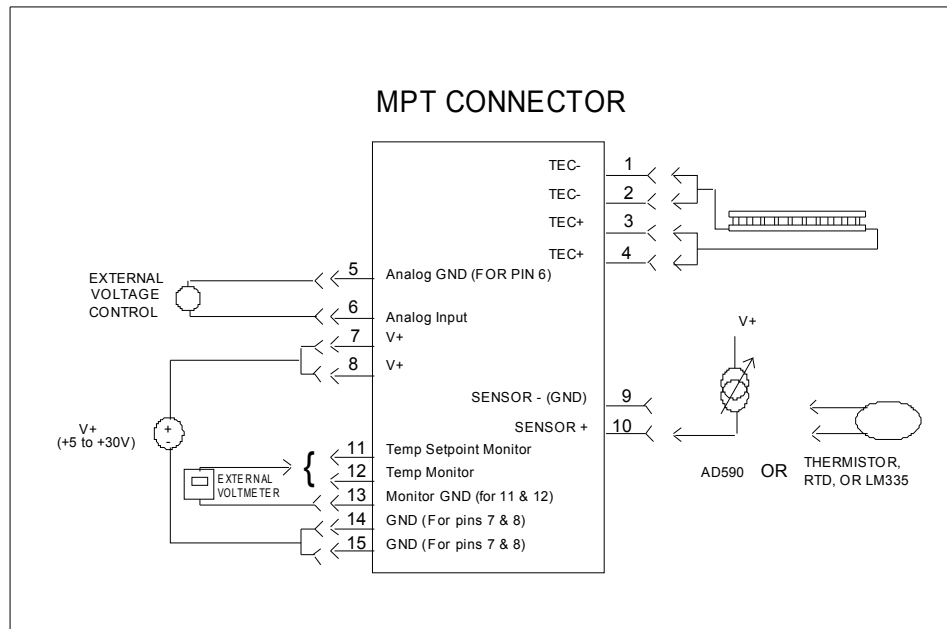 MPT CONNECTOR
TEC- 1
TEC- 2
TEC+ 3
TEC+ 4
EXTERNAL
VOLTAGE
CONTROL
5 Analog GND (FOR PIN 6)
6 Analog Input
7 V+
8 V+
V+
(+5 to +30V)
+
-
SENSOR - (GND) 9
SENSOR + 10
V+
AD590 OR THERMISTOR,
RTD, OR LM335
EXTERNAL
VOLTMETER
{
11 Temp Setpoint Monitor
12 Temp Monitor
13 Monitor GND (for 11 & 12)
14 GND (For pins 7 & 8)
15 GND (For pins 7 & 8)